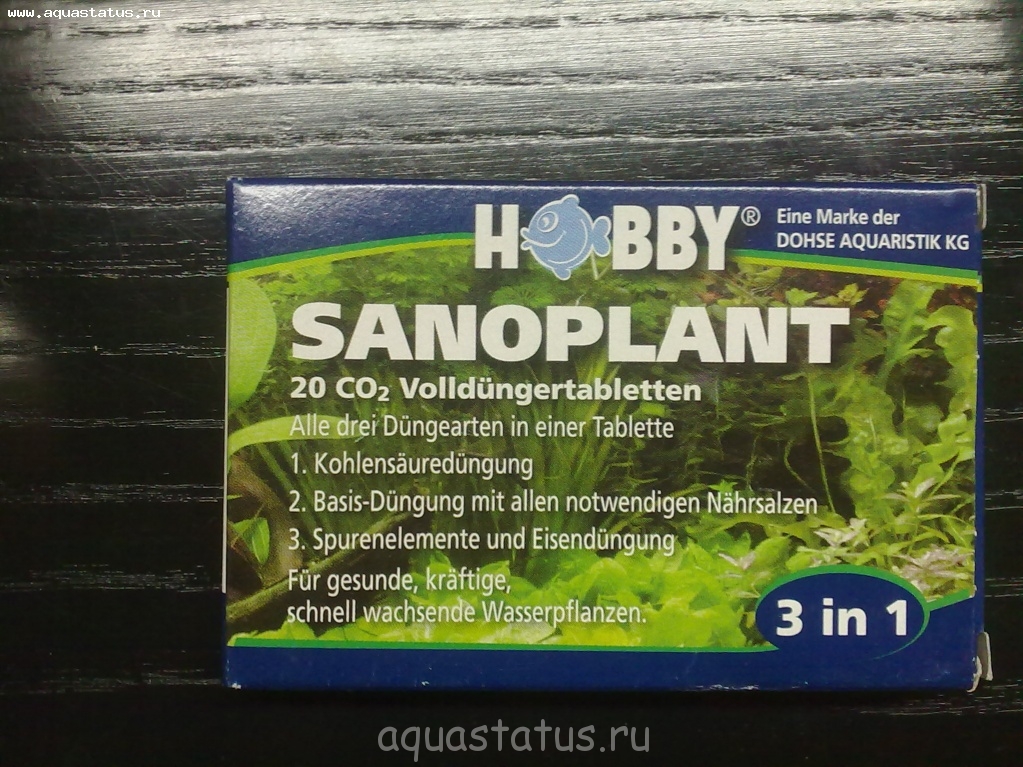 www.aquastatus.ru
HOBBY®
Eine Marke der
DOHSE AQUARISTIK KG
SANOPLANT
20 CO₂ Volldüngertabletten
Alle drei Düngearten in einer Tablette
1. Kohlensäuredüngung
2. Basis-Düngung mit allen notwendigen Nährsalzen
3. Spurenelemente und Eisendüngung
Für gesunde, kräftige,
schnell wachsende Wasserpflanzen.
3 in 1
aquastatus.ru